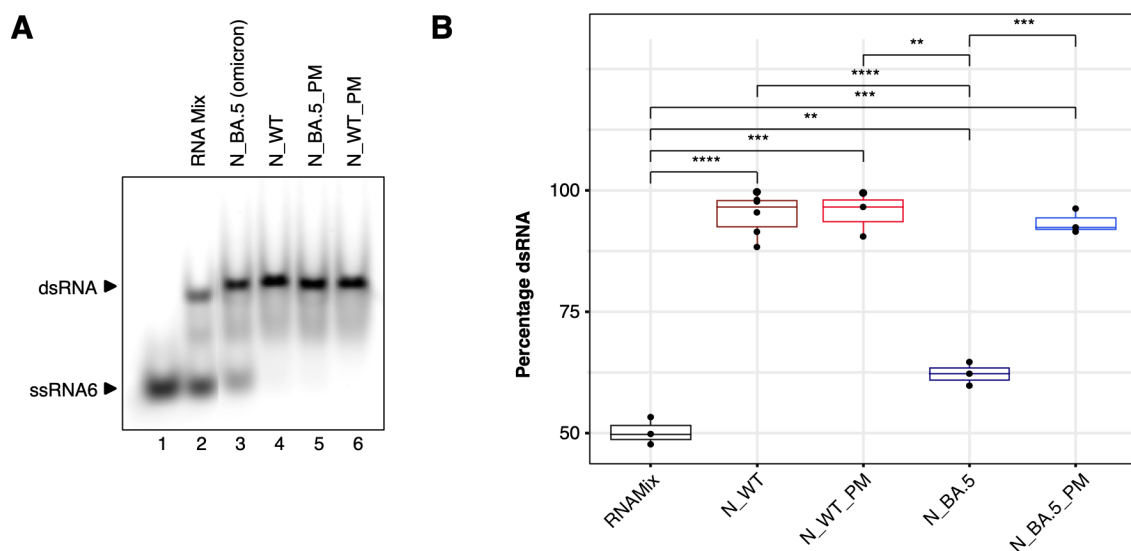 A
RNA Mix
N_BA.5 (omicron)
N_WT
N_BA.5_PM
N_WT_PM
dsRNA
ssRNA6
1 2 3 4 5 6
B
***
**
****
***
**
***
****
Percentage dsRNA
100
75
50
RNAMix
N_WT
N_WT_PM
N_BA.5
N_BA.5_PM